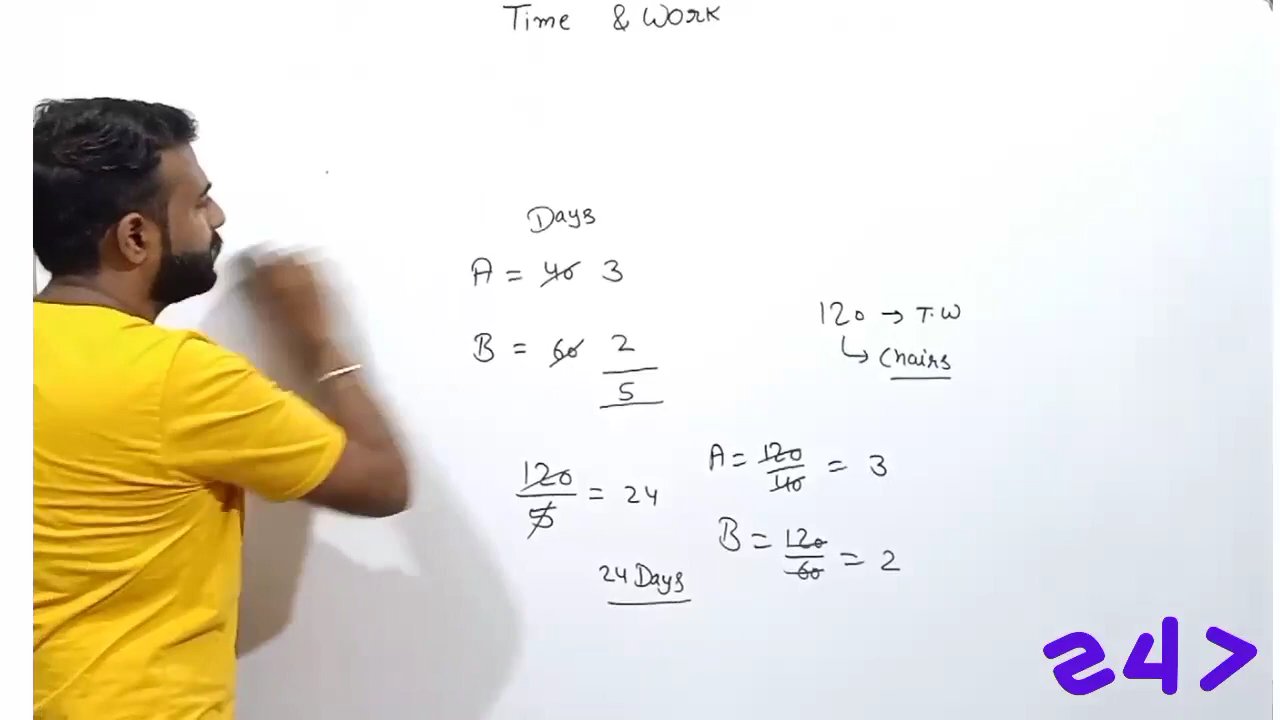 Time & Work
Days
A = 40 3
B = 60 2
5
120 → T.W
↳ Chairs
120/5 = 24
24 Days
A = 120/40 = 3
B = 120/60 = 2
247